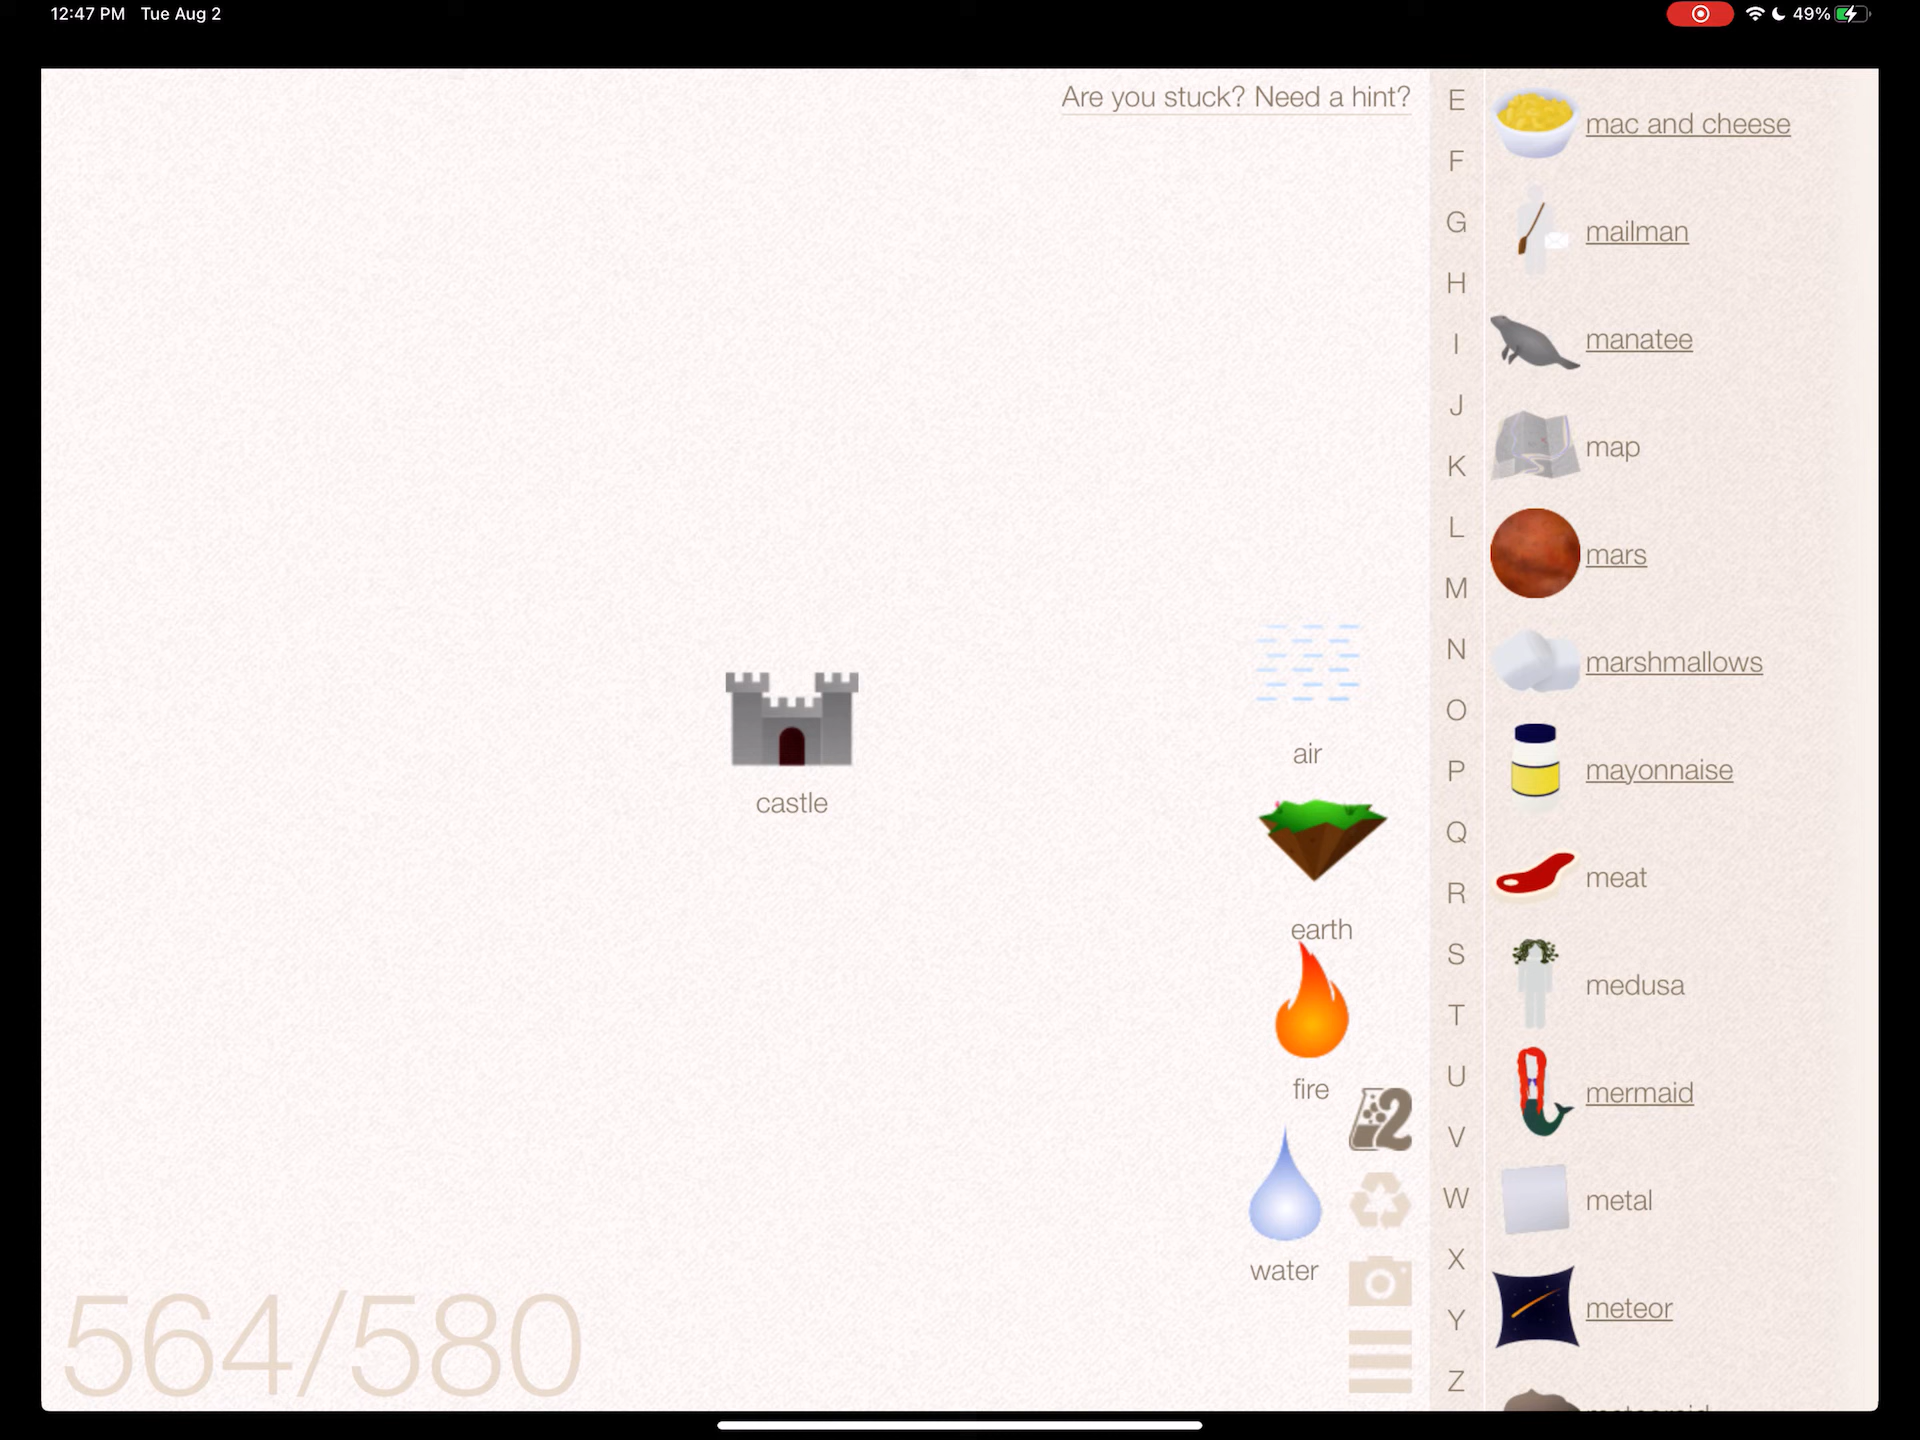 12:47 PM Tue Aug 2
49%
Are you stuck? Need a hint?
E
F
G
H
I
J
K
L
M
N
O
P
Q
R
S
T
U
V
W
X
Y
Z
mac and cheese
mailman
manatee
map
mars
marshmallows
mayonnaise
meat
medusa
mermaid
metal
meteor
meteoroid
castle
air
earth
fire
2
water
564/580